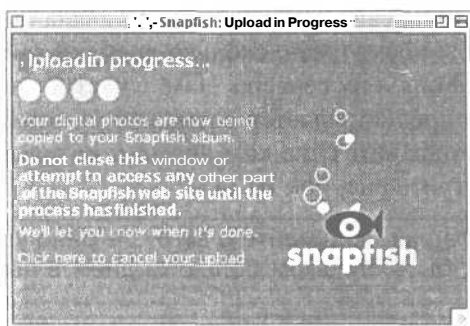 Snapfish: Upload in Progress
Upload in progress...
Your digital photos are now being
copied to your Snapfish album.
Do not close this window or
attempt to access any other part
of the Snapfish web site until the
process has finished.
We'll let you know when it's done.
Click here to cancel your upload
snapfish